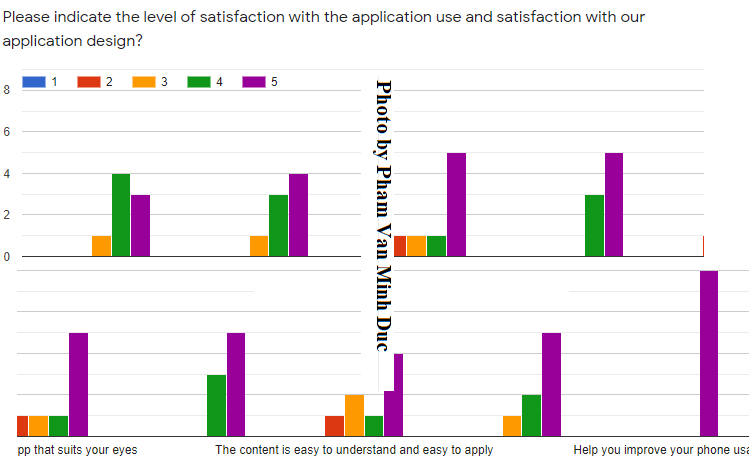 Please indicate the level of satisfaction with the application use and satisfaction with our
application design?
1 2 3 4 5
8
6
4
2
0
Photo by Pham Van Minh Duc
pp that suits your eyes
The content is easy to understand and easy to apply
Help you improve your phone usa